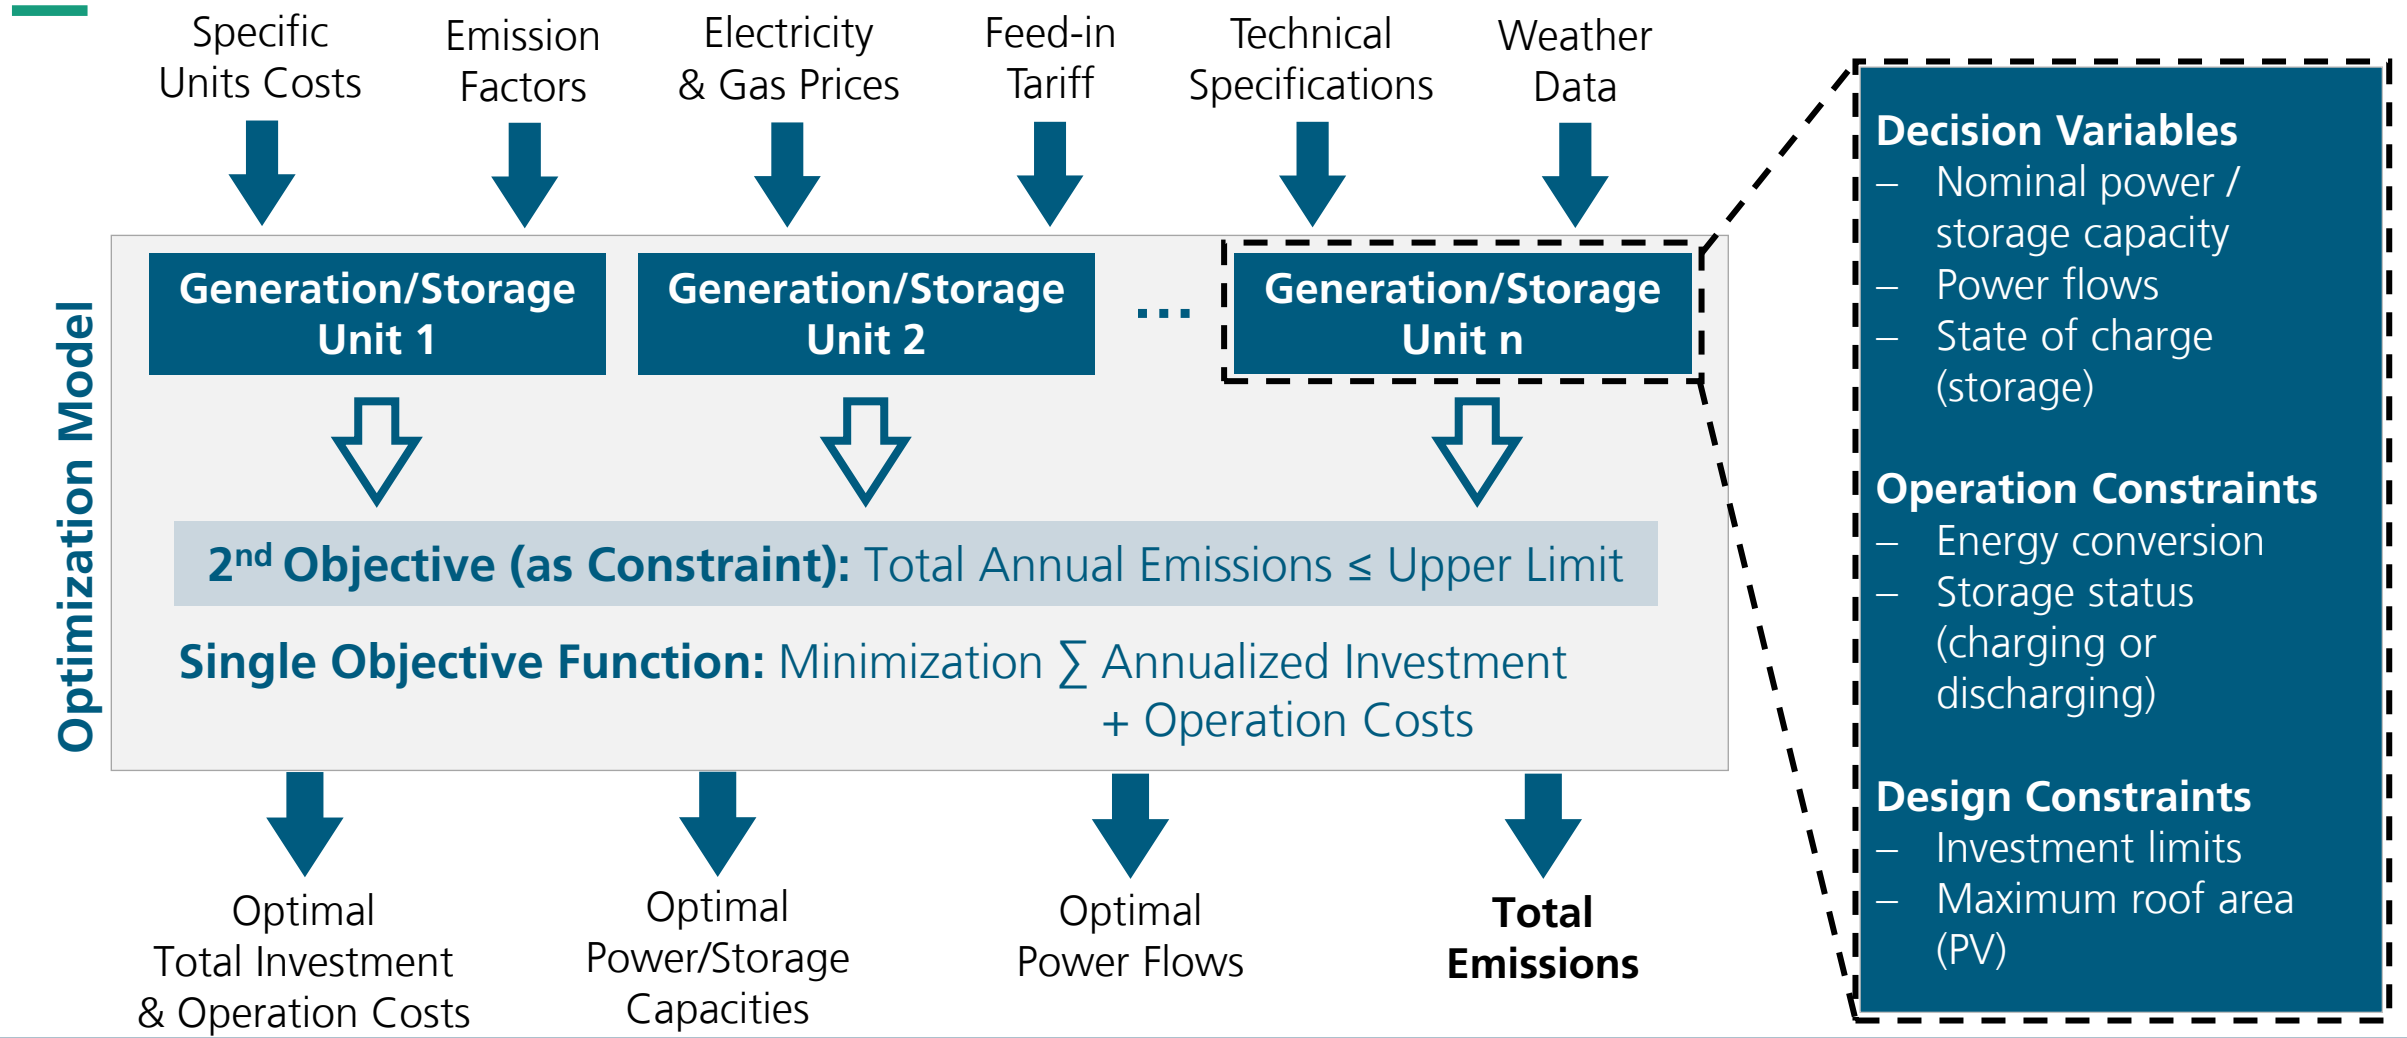 Specific
Units Costs
Emission
Factors
Electricity
& Gas Prices
Feed-in
Tariff
Technical
Specifications
Weather
Data
Optimization Model
Generation/Storage
Unit 1
Generation/Storage
Unit 2
...
Generation/Storage
Unit n
2nd Objective (as Constraint): Total Annual Emissions ≤ Upper Limit
Single Objective Function: Minimization ∑ Annualized Investment
+ Operation Costs
Optimal
Total Investment
& Operation Costs
Optimal
Power/Storage
Capacities
Optimal
Power Flows
Total
Emissions
Decision Variables
– Nominal power /
storage capacity
– Power flows
– State of charge
(storage)
Operation Constraints
– Energy conversion
– Storage status
(charging or
discharging)
Design Constraints
– Investment limits
– Maximum roof area
(PV)